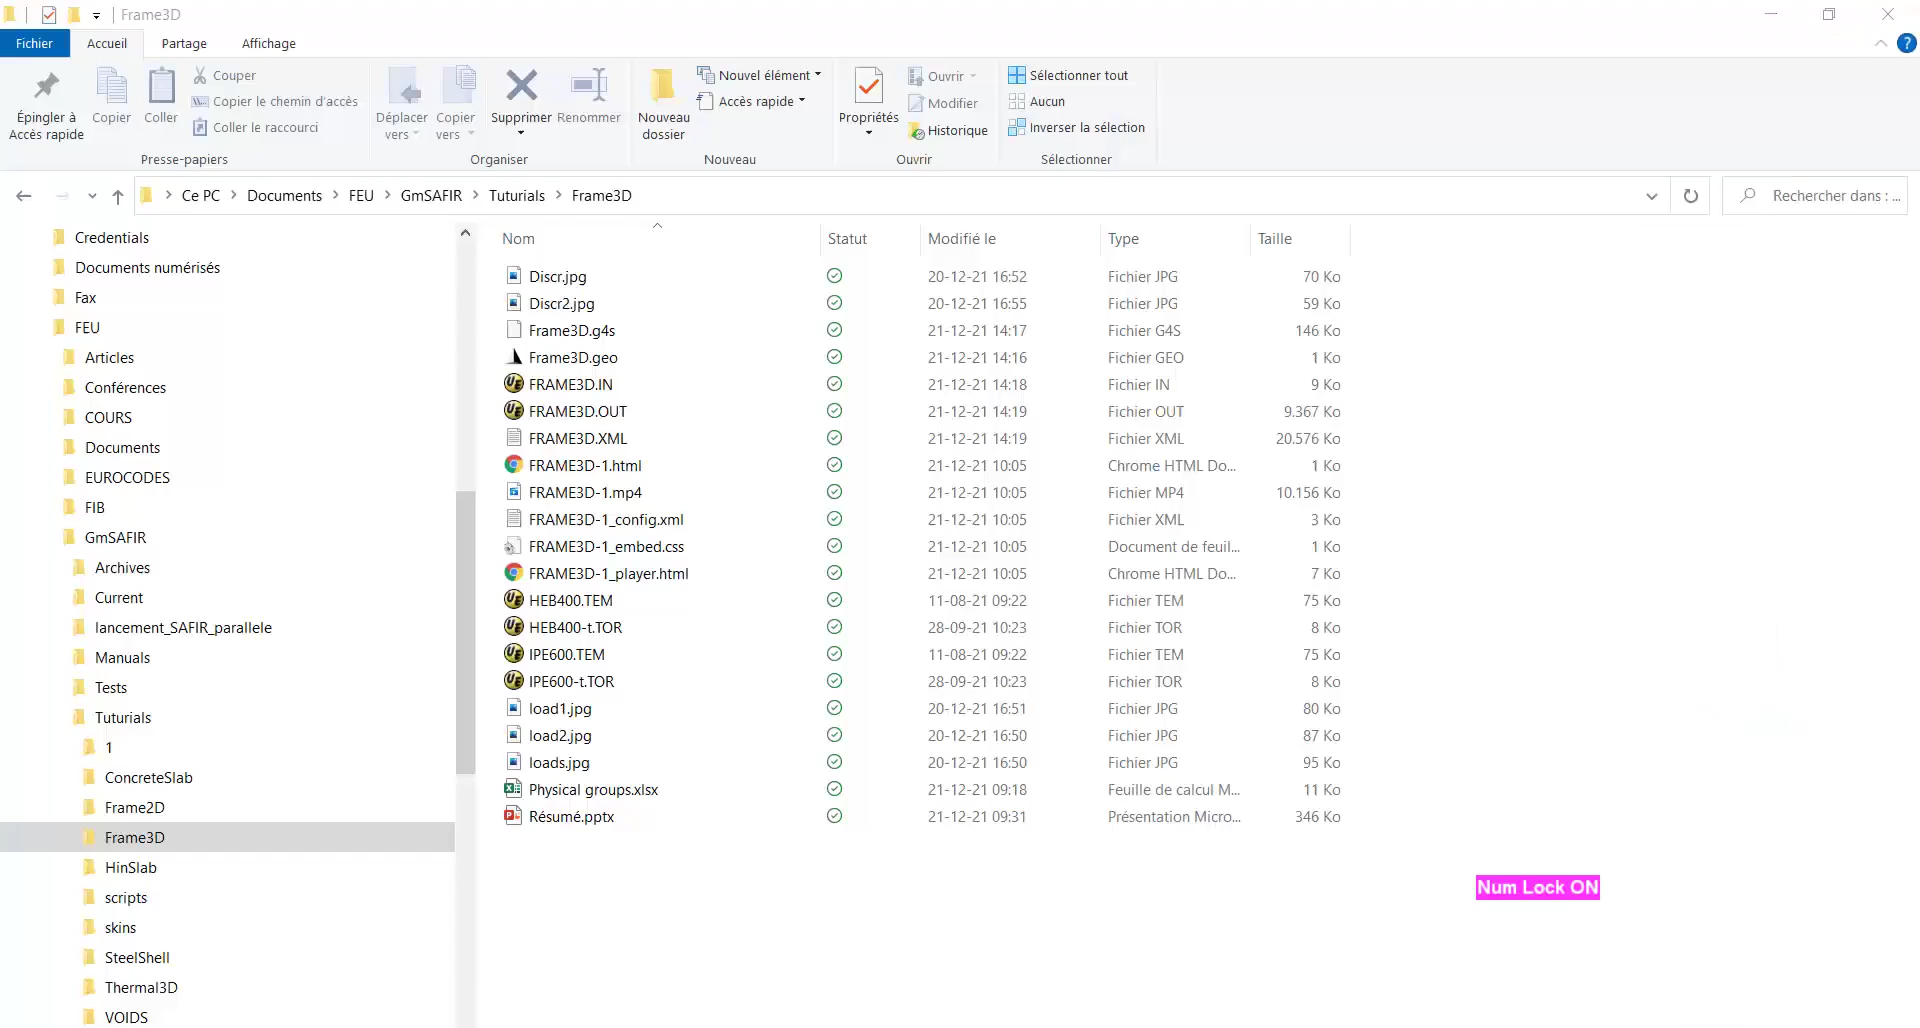 Frame3D
Fichier Accueil Partage Affichage
?
Épingler à Accès rapide
Copier
Coller
Couper
Copier le chemin d'accès
Coller le raccourci
Presse-papiers
Déplacer vers
Copier vers
Supprimer
Renommer
Organiser
Nouveau dossier
Nouvel élément
Accès rapide
Nouveau
Propriétés
Ouvrir
Modifier
Historique
Ouvrir
Sélectionner tout
Aucun
Inverser la sélection
Sélectionner
Ce PC > Documents > FEU > GmSAFIR > Tuturials > Frame3D
Rechercher dans : ...
Credentials
Documents numérisés
Fax
FEU
Articles
Conférences
COURS
Documents
EUROCODES
FIB
GmSAFIR
Archives
Current
lancement_SAFIR_parallele
Manuals
Tests
Tuturials
1
ConcreteSlab
Frame2D
Frame3D
HinSlab
scripts
skins
SteelShell
Thermal3D
VOIDS
Nom Statut Modifié le Type Taille
Discr.jpg 20-12-21 16:52 Fichier JPG 70 Ko
Discr2.jpg 20-12-21 16:55 Fichier JPG 59 Ko
Frame3D.g4s 21-12-21 14:17 Fichier G4S 146 Ko
Frame3D.geo 21-12-21 14:16 Fichier GEO 1 Ko
FRAME3D.IN 21-12-21 14:18 Fichier IN 9 Ko
FRAME3D.OUT 21-12-21 14:19 Fichier OUT 9.367 Ko
FRAME3D.XML 21-12-21 14:19 Fichier XML 20.576 Ko
FRAME3D-1.html 21-12-21 10:05 Chrome HTML Do... 1 Ko
FRAME3D-1.mp4 21-12-21 10:05 Fichier MP4 10.156 Ko
FRAME3D-1_config.xml 21-12-21 10:05 Fichier XML 3 Ko
FRAME3D-1_embed.css 21-12-21 10:05 Document de feuil... 1 Ko
FRAME3D-1_player.html 21-12-21 10:05 Chrome HTML Do... 7 Ko
HEB400.TEM 11-08-21 09:22 Fichier TEM 75 Ko
HEB400-t.TOR 28-09-21 10:23 Fichier TOR 8 Ko
IPE600.TEM 11-08-21 09:22 Fichier TEM 75 Ko
IPE600-t.TOR 28-09-21 10:23 Fichier TOR 8 Ko
load1.jpg 20-12-21 16:51 Fichier JPG 80 Ko
load2.jpg 20-12-21 16:50 Fichier JPG 87 Ko
loads.jpg 20-12-21 16:50 Fichier JPG 95 Ko
Physical groups.xlsx 21-12-21 09:18 Feuille de calcul M... 11 Ko
Résumé.pptx 21-12-21 09:31 Présentation Micro... 346 Ko
Num Lock ON